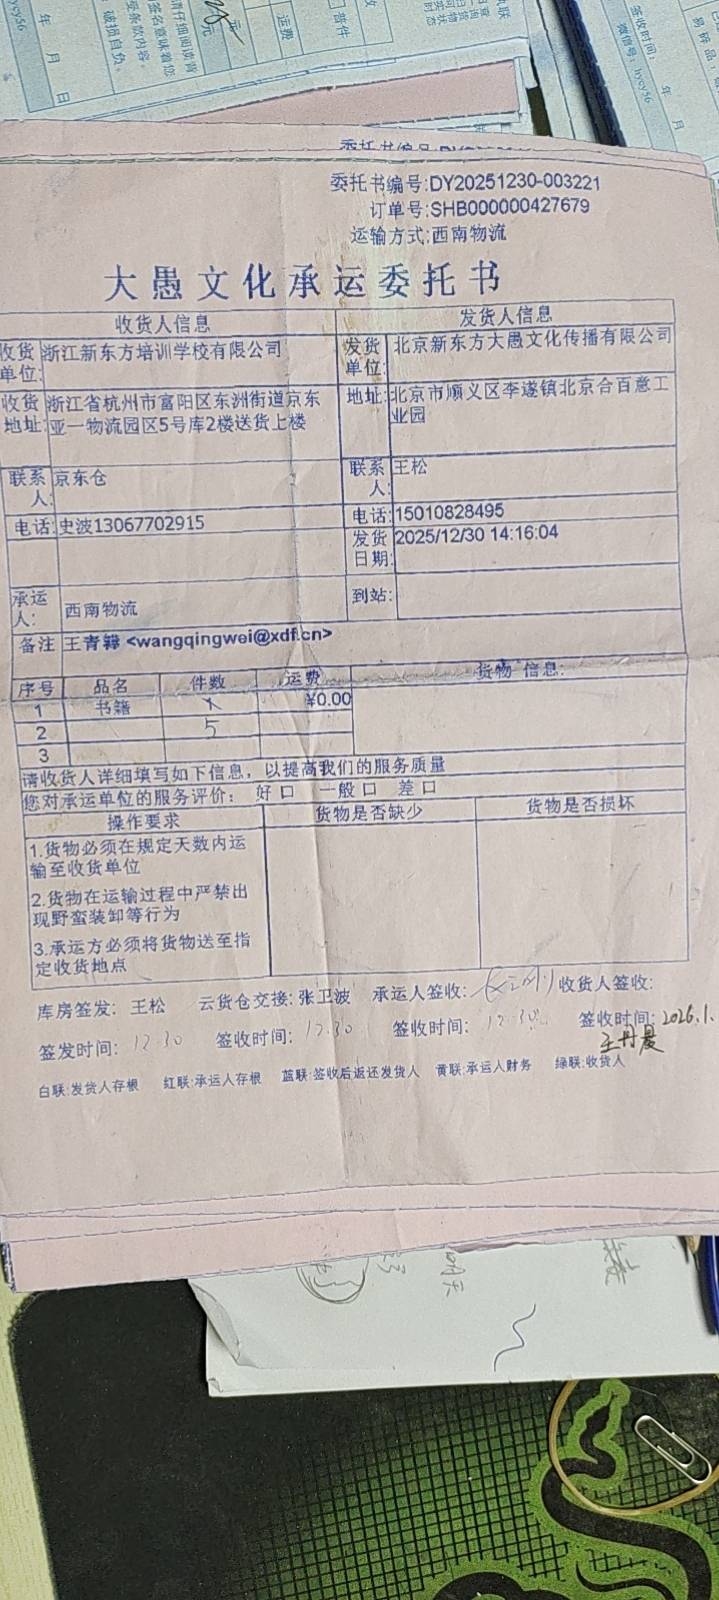 委托书编号:DY20251230-003221
订单号:SHB000000427679
运输方式:西南物流
大愚文化承运委托书
收货人信息 发货人信息
收货单位: 浙江新东方培训学校有限公司 发货单位: 北京新东方大愚文化传播有限公司
收货地址: 浙江省杭州市富阳区东洲街道京东亚一物流园区5号库2楼送货上楼 地址: 北京市顺义区李遂镇北京合百意工业园
联系人: 京东仓 联系人: 王松
电话: 史波13067702915 电话: 15010828495
发货日期: 2025/12/30 14:16:04
承运人: 西南物流 到站:
备注 王青 <wangqingwei@xdf.cn>
序号 品名 件数 运费 货物 信息:
1 书籍 ¥0.00
2 5
3
请收货人详细填写如下信息，以提高我们的服务质量
您对承运单位的服务评价： 好口 一般口 差口
操作要求 货物是否缺少 货物是否损坏
1.货物必须在规定天数内运
输至收货单位
2.货物在运输过程中严禁出
现野蛮装卸等行为
3.承运方必须将货物送至指
定收货地点
库房签发: 王松 云货仓交接: 张卫波 承运人签收: 收货人签收:
签发时间: 12.30 签收时间: 12.30 签收时间: 12.30 签收时间: 2026.1.
王丹晨
白联:发货人存根 红联:承运人存根 蓝联:签收后返还发货人 黄联:承运人财务 绿联:收货人